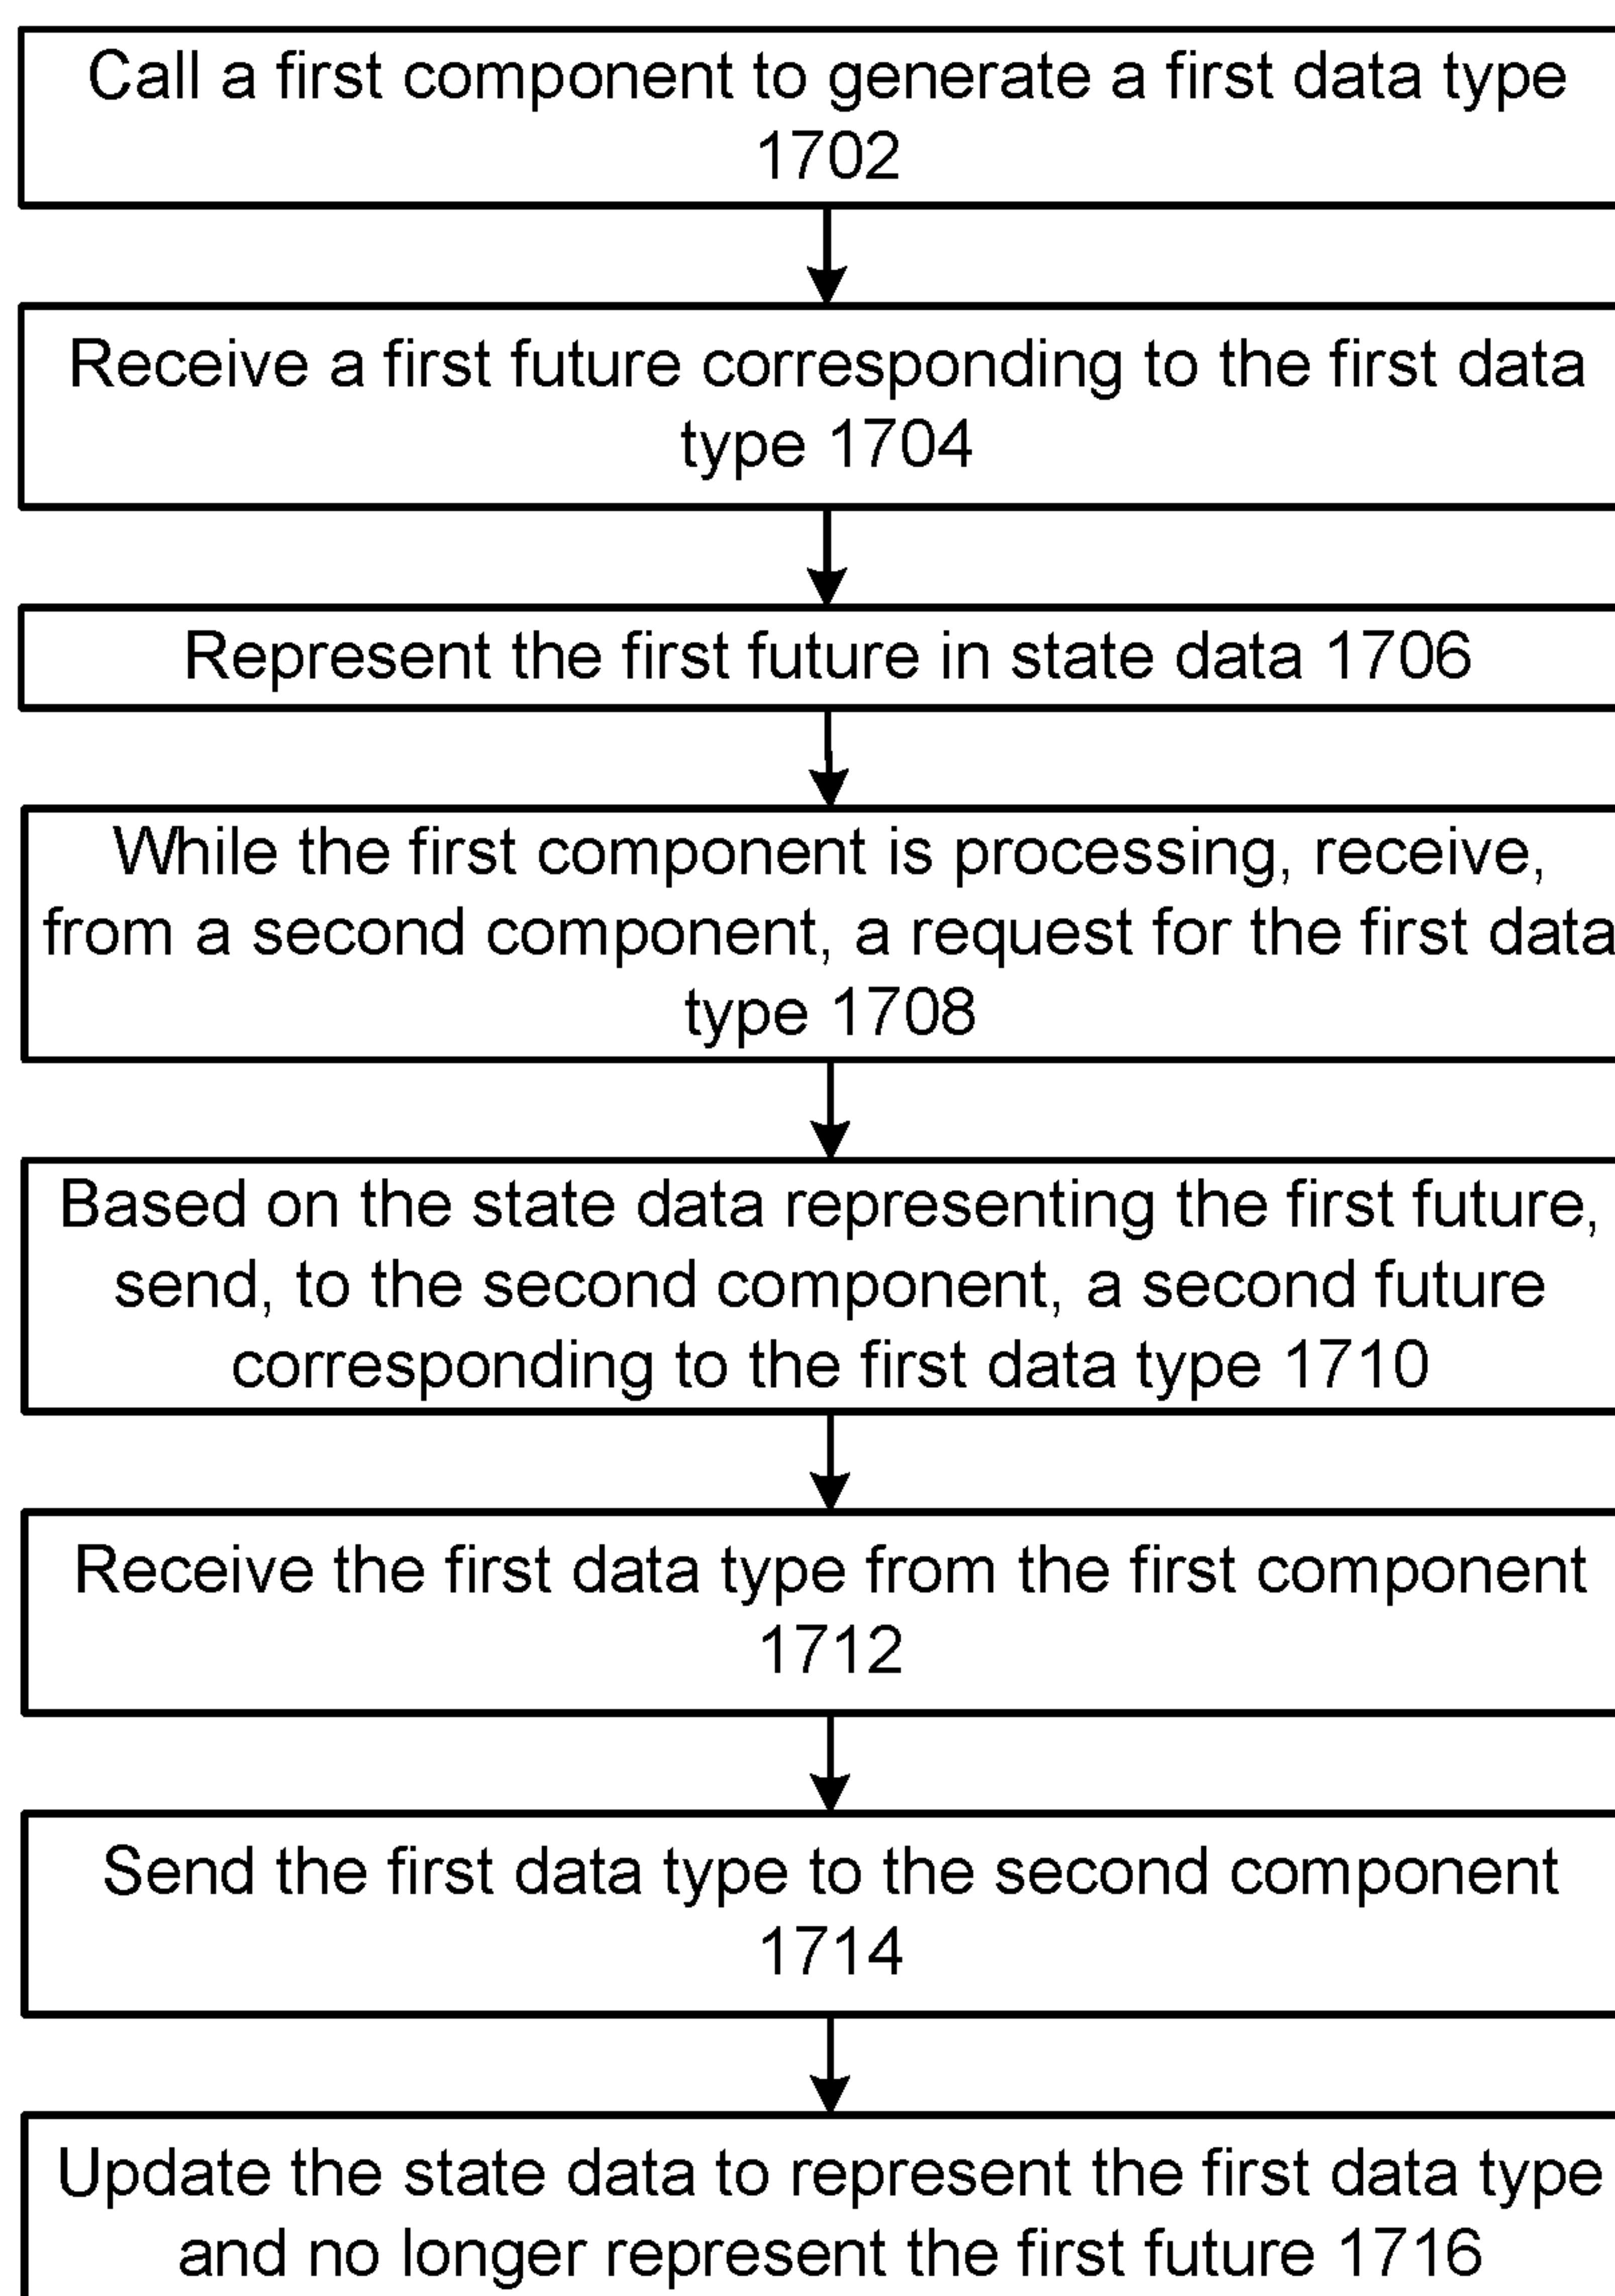 Call a first component to generate a first data type
1702
Receive a first future corresponding to the first data
type 1704
Represent the first future in state data 1706
While the first component is processing, receive,
from a second component, a request for the first data
type 1708
Based on the state data representing the first future,
send, to the second component, a second future
corresponding to the first data type 1710
Receive the first data type from the first component
1712
Send the first data type to the second component
1714
Update the state data to represent the first data type
and no longer represent the first future 1716